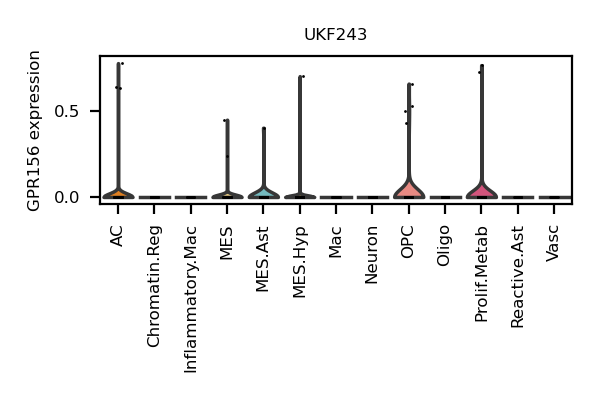 UKF243
GPR156 expression
0.5
0.0
AC
Chromatin.Reg
Inflammatory.Mac
MES
MES.Ast
MES.Hyp
Mac
Neuron
OPC
Oligo
Prolif.Metab
Reactive.Ast
Vasc